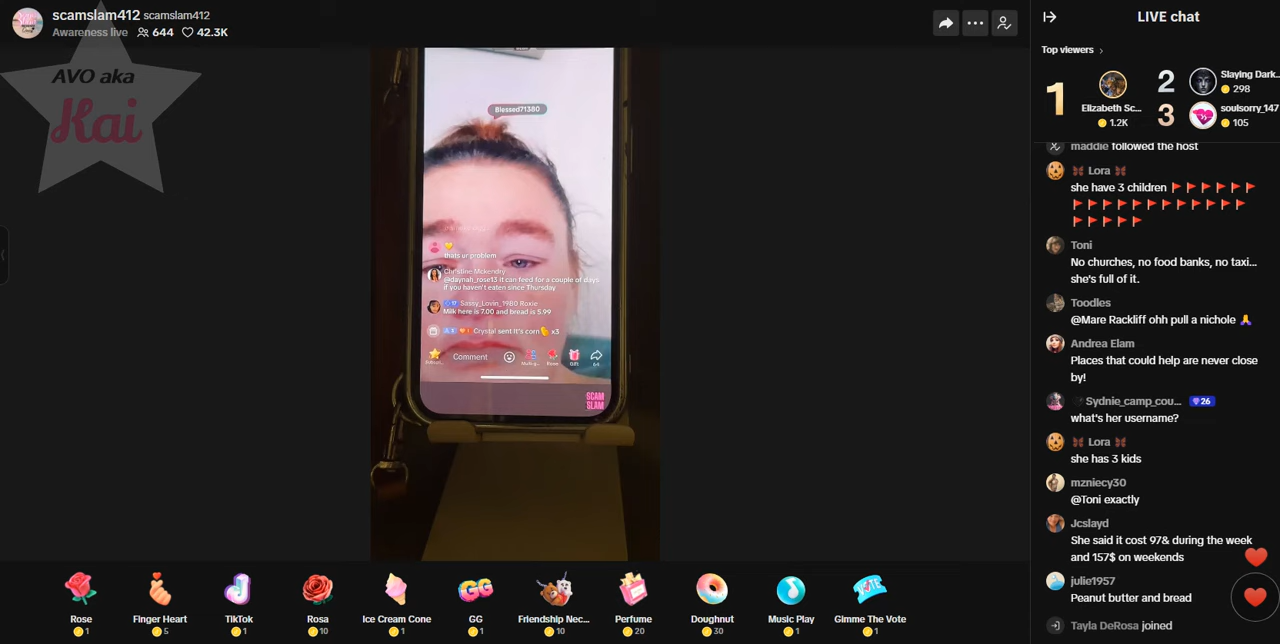 scamslam412 scamslam412
Awareness live 644 42.3K
AVO aka
Kai
Blessed71380
thats ur problem
Christine Mckendry
@daynah_rose13 it can feed for a couple of days
if you haven't eaten since Thursday
17 Sassy_Lovin_1980 Roxie
Milk here is 7.00 and bread is 5.99
Crystal sent It's corn x3
Comment
Rose
Gift
SCAM
SLAM
Rose
1
Finger Heart
5
TikTok
1
Rosa
10
Ice Cream Cone
1
GG
1
Friendship Nec...
10
Perfume
20
Doughnut
30
Music Play
1
Gimme The Vote
1
LIVE chat
Top viewers >
1
Elizabeth Sc...
1.2K
2
Slaying Dark...
298
3
soulsorry_147
105
maddie followed the host
Lora
she have 3 children
Toni
No churches, no food banks, no taxi...
she's full of it.
Toodles
@Mare Rackliff ohh pull a nichole
Andrea Elam
Places that could help are never close
by!
Sydnie_camp_cou... 26
what's her username?
Lora
she has 3 kids
mzniecy30
@Toni exactly
Jcslayd
She said it cost 97& during the week
and 157$ on weekends
julie1957
Peanut butter and bread
Tayla DeRosa joined